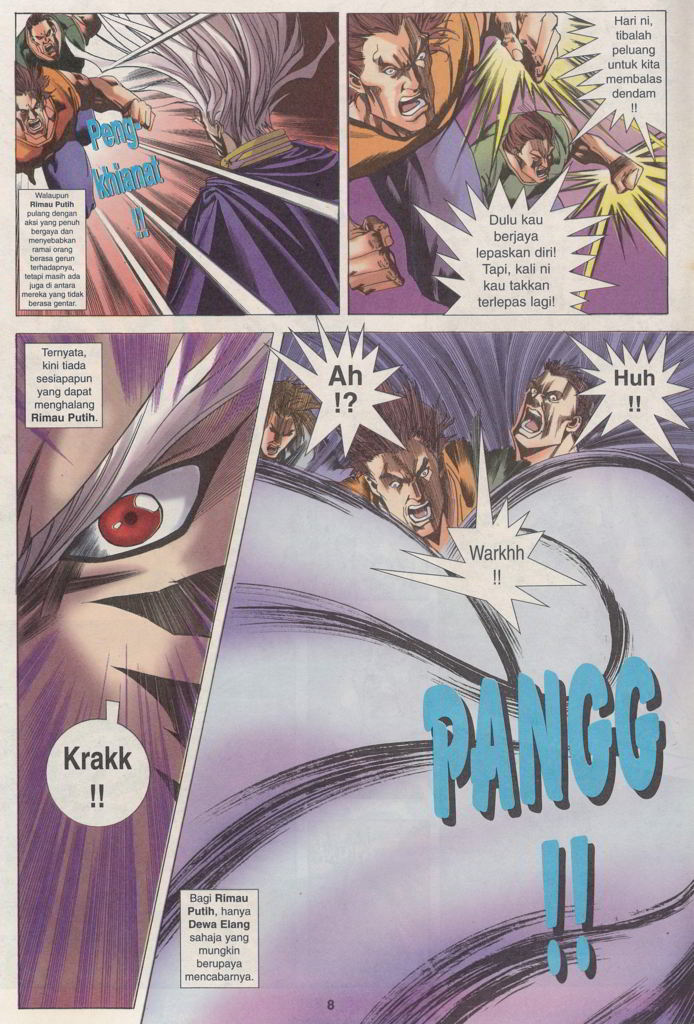 Peng-
khianat
!!
Walaupun
Rimau Putih
pulang dengan
aksi yang penuh
bergaya dan
menyebabkan
ramai orang
berasa gerun
terhadapnya,
tetapi masih ada
juga di antara
mereka yang tidak
berasa gentar.
Hari ni,
tibalah
peluang
untuk kita
membalas
dendam
!!
Dulu kau
berjaya
lepaskan diri!
Tapi, kali ni
kau takkan
terlepas lagi!
Ternyata,
kini tiada
sesiapapun
yang dapat
menghalang
Rimau Putih.
Krakk
!!
Ah
!?
Huh
!!
Warkhh
!!
PANGG
!!
Bagi Rimau
Putih, hanya
Dewa Elang
sahaja yang
mungkin
berupaya
mencabarnya.
8